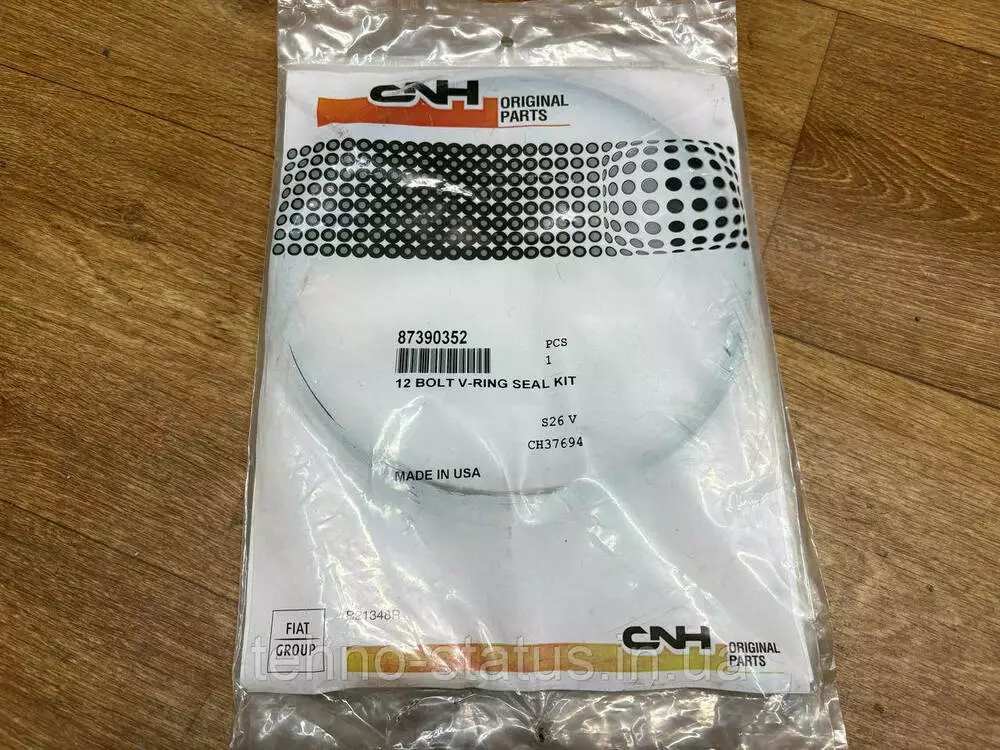 CNH
ORIGINAL
PARTS
87390352
PCS
1
12 BOLT V-RING SEAL KIT
S26 V
CH37694
MADE IN USA
R21348R
FIAT
GROUP
CNH
ORIGINAL
PARTS
tehno-status.in.ua